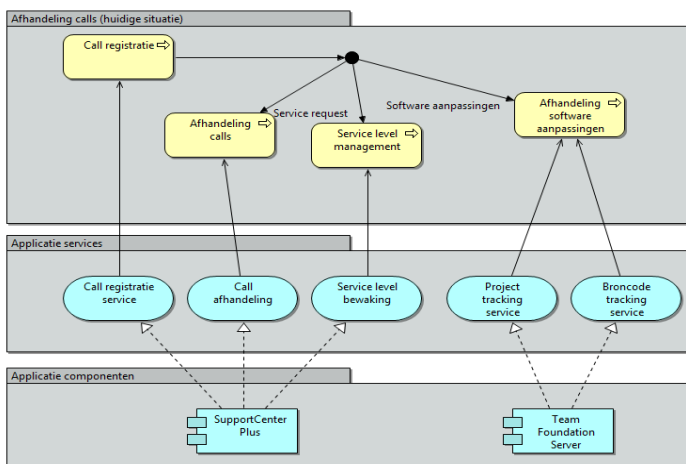 Afhandeling calls (huidige situatie)
Call registratie
Service request
Software aanpassingen
Afhandeling
calls
Service level
management
Afhandeling
software
aanpassingen
Applicatie services
Call registratie
service
Call
afhandeling
Service level
bewaking
Project
tracking
service
Broncode
tracking
service
Applicatie componenten
SupportCenter
Plus
Team
Foundation
Server